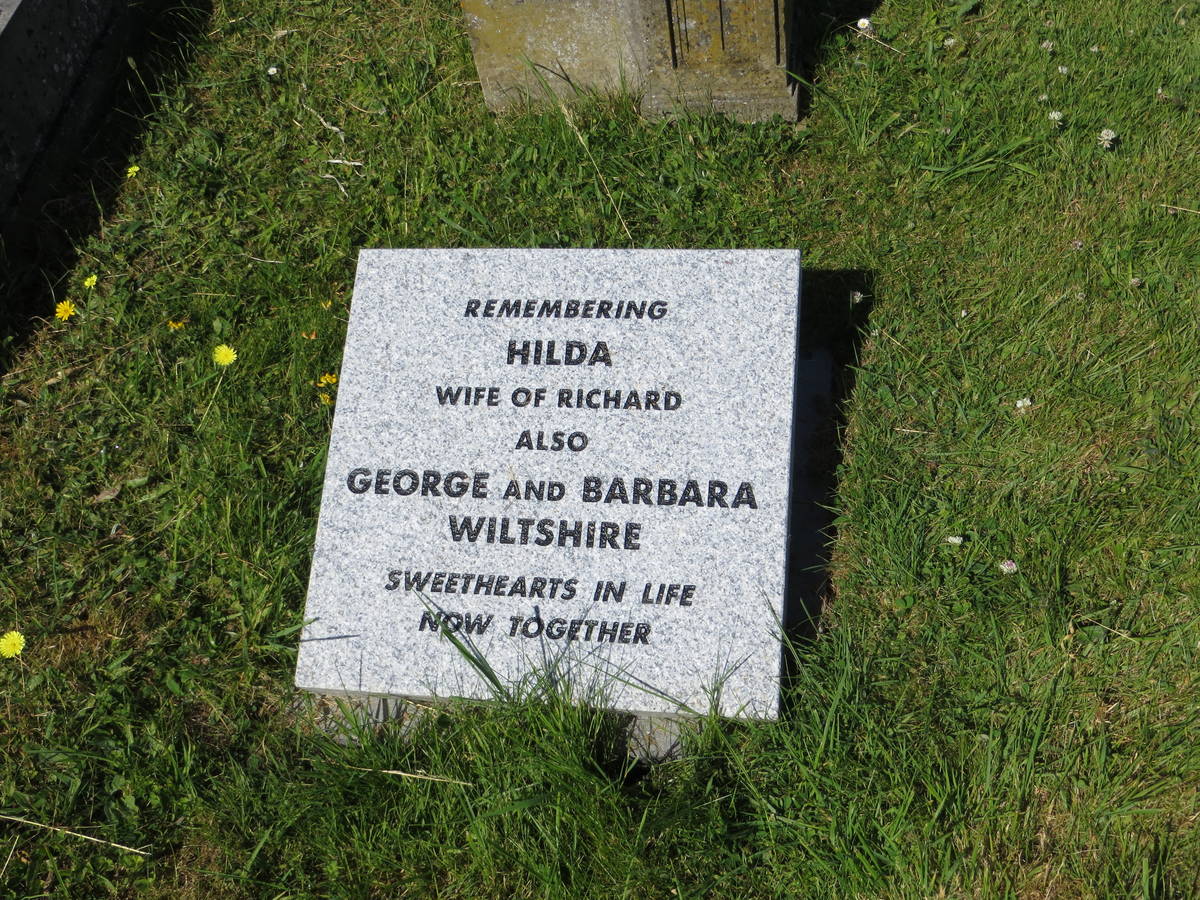 REMEMBERING
HILDA
WIFE OF RICHARD
ALSO
GEORGE AND BARBARA
WILTSHIRE
SWEETHEARTS IN LIFE
NOW TOGETHER